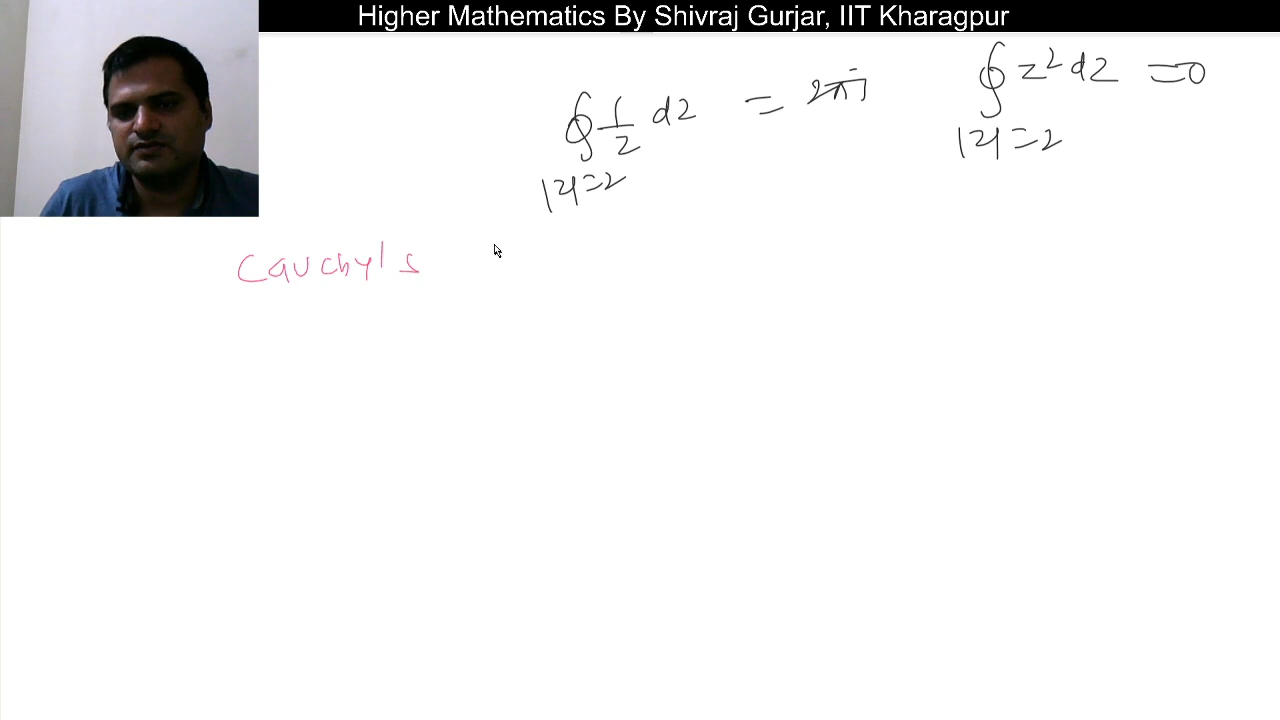 Higher Mathematics By Shivraj Gurjar, IIT Kharagpur
∮ 1/z dz = 2πi
|z|=2
∮ z² dz = 0
|z|=2
Cauchy's